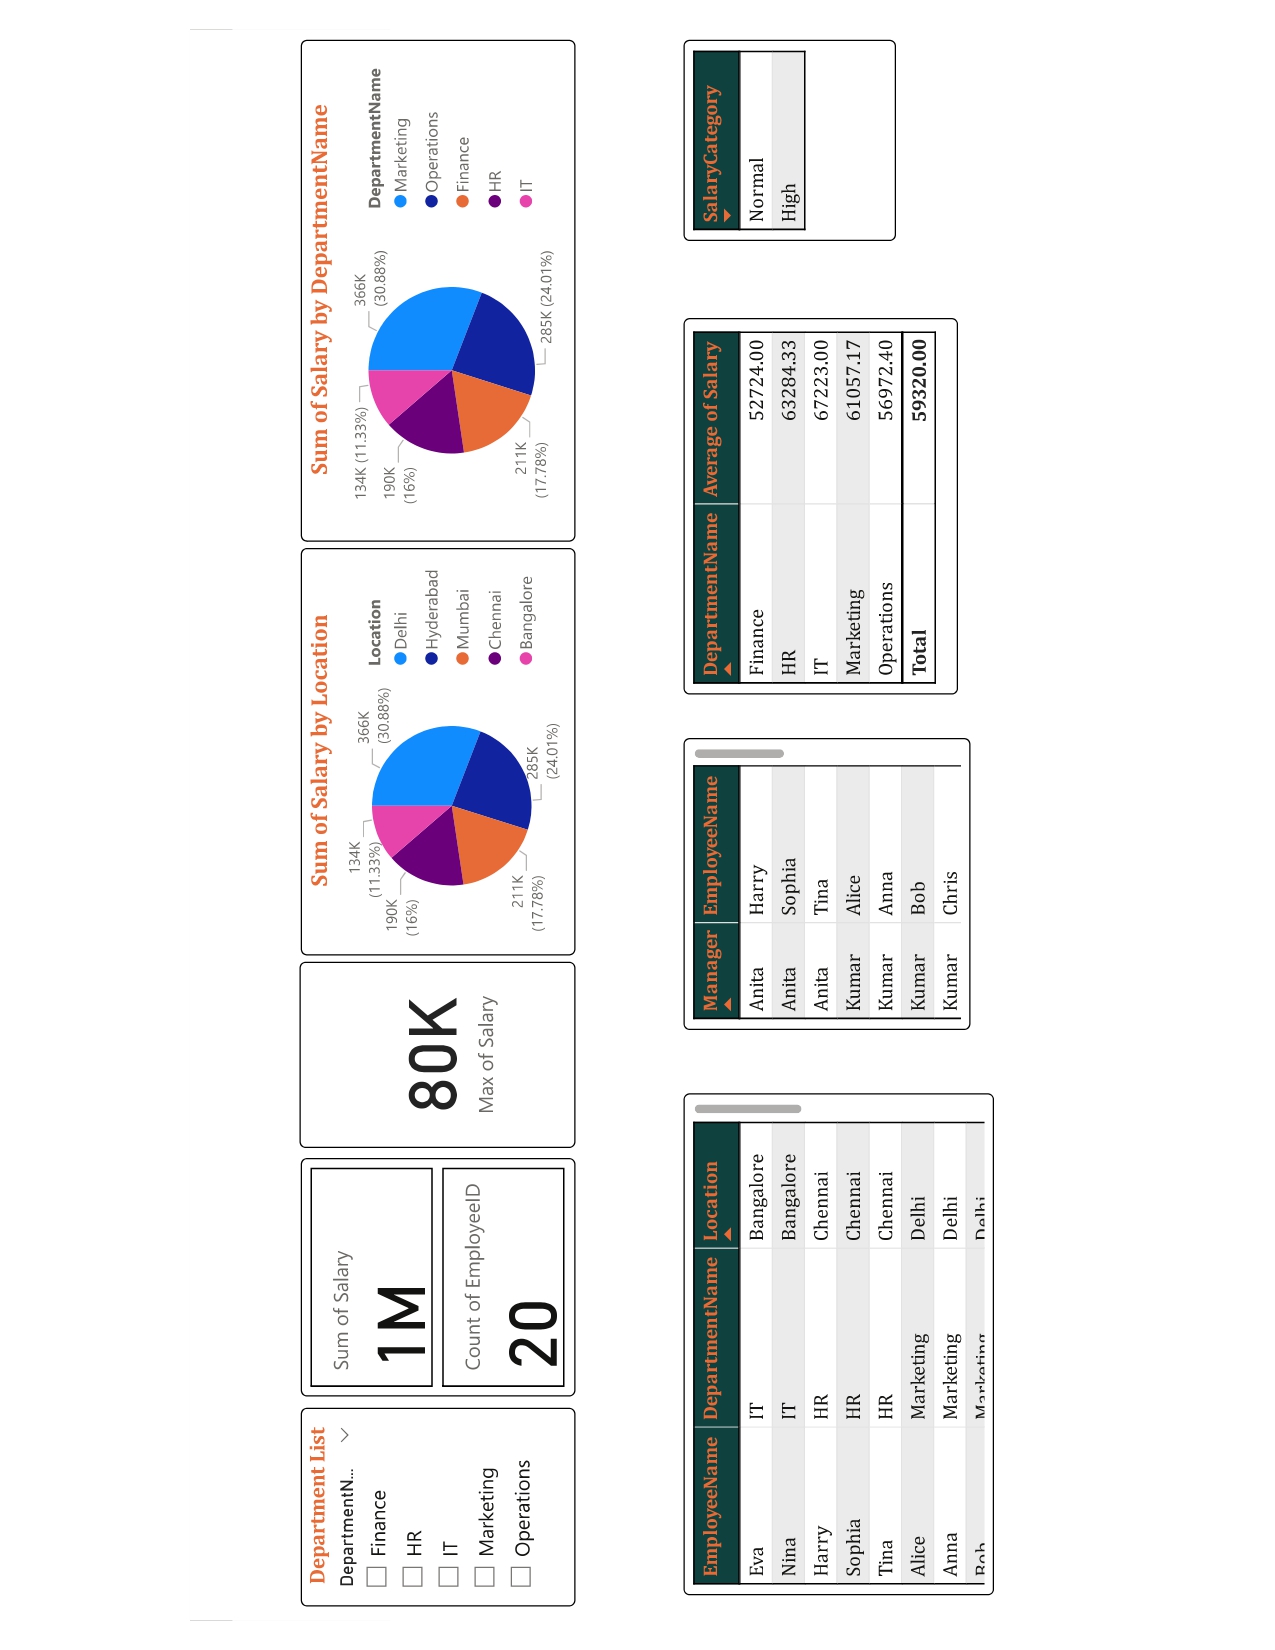 Department List
DepartmentN...
Finance
HR
IT
Marketing
Operations
Sum of Salary
1M
Count of EmployeeID
20
80K
Max of Salary
Sum of Salary by Location
134K
(11.33%)
366K
(30.88%)
190K
(16%)
211K
(17.78%)
285K
(24.01%)
Location
Delhi
Hyderabad
Mumbai
Chennai
Bangalore
Sum of Salary by DepartmentName
134K (11.33%)
366K
(30.88%)
190K
(16%)
211K
(17.78%)
285K (24.01%)
DepartmentName
Marketing
Operations
Finance
HR
IT
EmployeeName DepartmentName Location
Eva IT Bangalore
Nina IT Bangalore
Harry HR Chennai
Sophia HR Chennai
Tina HR Chennai
Alice Marketing Delhi
Anna Marketing Delhi
Bob Marketing Delhi
Manager EmployeeName
Anita Harry
Anita Sophia
Anita Tina
Kumar Alice
Kumar Anna
Kumar Bob
Kumar Chris
DepartmentName Average of Salary
Finance 52724.00
HR 63284.33
IT 67223.00
Marketing 61057.17
Operations 56972.40
Total 59320.00
SalaryCategory
Normal
High